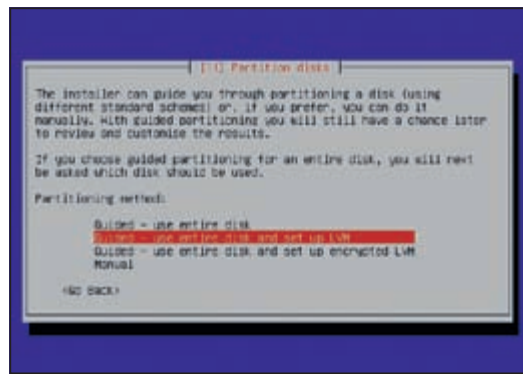 [!!] Partition disks
The installer can guide you through partitioning a disk (using
different standard schemes) or, if you prefer, you can do it
manually. With guided partitioning you will still have a chance later
to review and customise the results.
If you choose guided partitioning for an entire disk, you will next
be asked which disk should be used.
Partitioning method:
Guided - use entire disk
Guided - use entire disk and set up LVM
Guided - use entire disk and set up encrypted LVM
Manual
<Go Back>